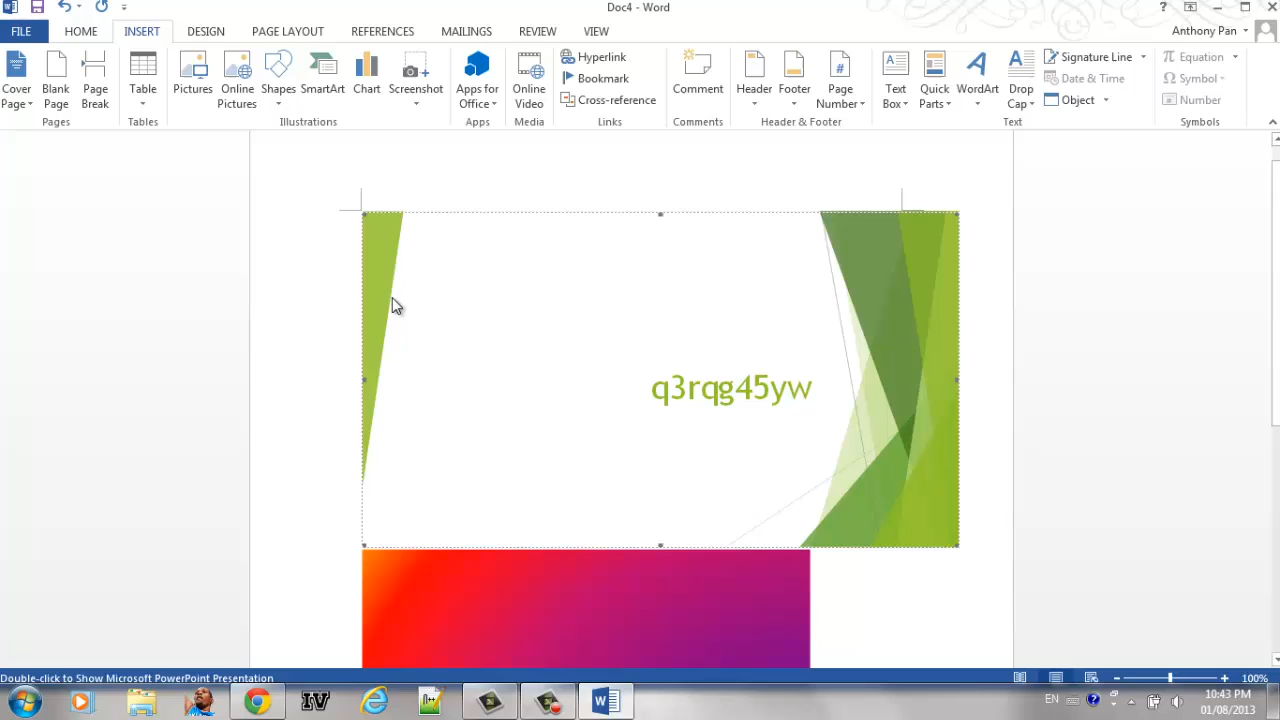 Doc4 - Word
FILE HOME INSERT DESIGN PAGE LAYOUT REFERENCES MAILINGS REVIEW VIEW Anthony Pan
Cover Page Blank Page Page Break Table Pictures Online Pictures Shapes SmartArt Chart Screenshot Apps for Office Online Video Hyperlink Bookmark Cross-reference Comment Header Footer Page Number Text Box Quick Parts WordArt Drop Cap Signature Line Date & Time Object Equation Symbol Number
Pages Tables Illustrations Apps Media Links Comments Header & Footer Text Symbols
q3rqg45yw
Double-click to Show Microsoft PowerPoint Presentation 100%
IV EN 10:43 PM
01/08/2013